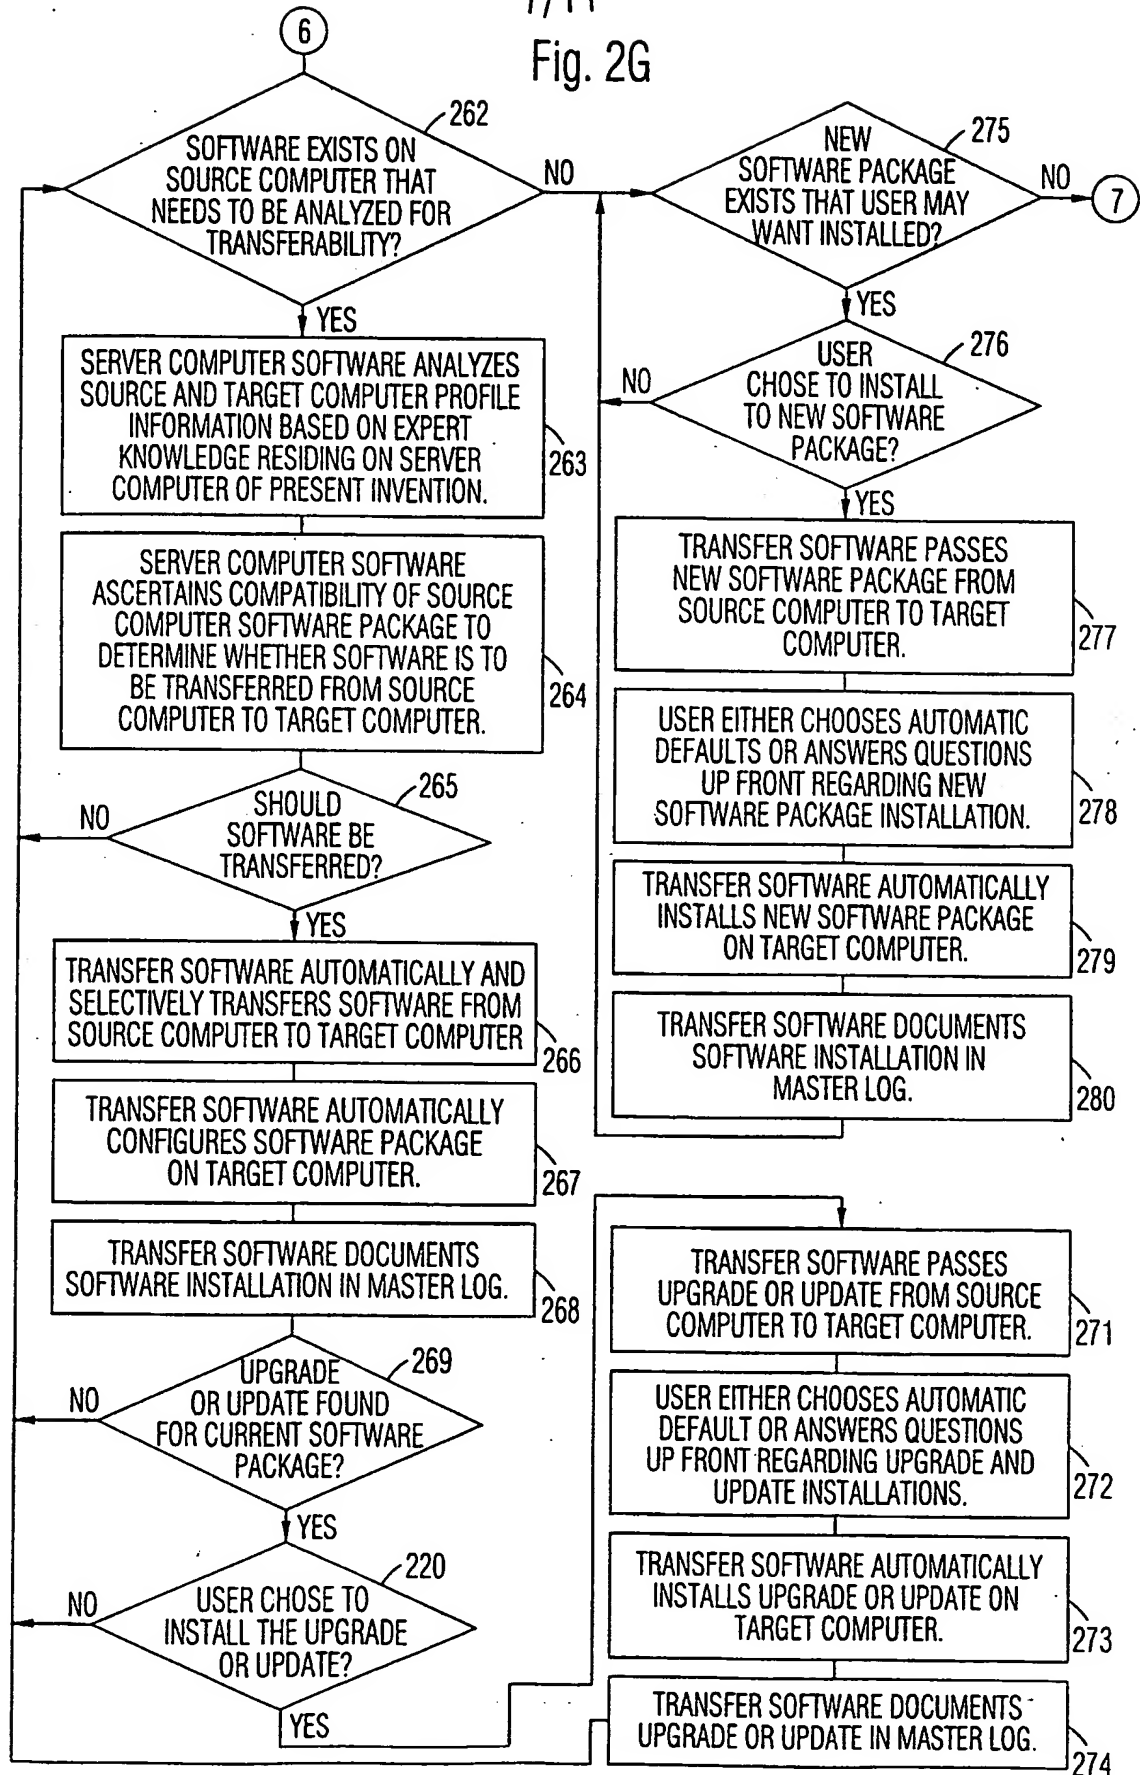 6
Fig. 2G
262
SOFTWARE EXISTS ON
SOURCE COMPUTER THAT
NEEDS TO BE ANALYZED FOR
TRANSFERABILITY?
NO
YES
SERVER COMPUTER SOFTWARE ANALYZES
SOURCE AND TARGET COMPUTER PROFILE
INFORMATION BASED ON EXPERT
KNOWLEDGE RESIDING ON SERVER
COMPUTER OF PRESENT INVENTION.
263
SERVER COMPUTER SOFTWARE
ASCERTAINS COMPATIBILITY OF SOURCE
COMPUTER SOFTWARE PACKAGE TO
DETERMINE WHETHER SOFTWARE IS TO
BE TRANSFERRED FROM SOURCE
COMPUTER TO TARGET COMPUTER.
264
265
SHOULD
SOFTWARE BE
TRANSFERRED?
NO
YES
TRANSFER SOFTWARE AUTOMATICALLY AND
SELECTIVELY TRANSFERS SOFTWARE FROM
SOURCE COMPUTER TO TARGET COMPUTER
266
TRANSFER SOFTWARE AUTOMATICALLY
CONFIGURES SOFTWARE PACKAGE
ON TARGET COMPUTER.
267
TRANSFER SOFTWARE DOCUMENTS
SOFTWARE INSTALLATION IN MASTER LOG.
268
269
UPGRADE
OR UPDATE FOUND
FOR CURRENT SOFTWARE
PACKAGE?
NO
YES
220
USER CHOSE TO
INSTALL THE UPGRADE
OR UPDATE?
NO
YES
275
NEW
SOFTWARE PACKAGE
EXISTS THAT USER MAY
WANT INSTALLED?
NO
7
YES
276
USER
CHOSE TO INSTALL
TO NEW SOFTWARE
PACKAGE?
NO
YES
TRANSFER SOFTWARE PASSES
NEW SOFTWARE PACKAGE FROM
SOURCE COMPUTER TO TARGET
COMPUTER.
277
USER EITHER CHOOSES AUTOMATIC
DEFAULTS OR ANSWERS QUESTIONS
UP FRONT REGARDING NEW
SOFTWARE PACKAGE INSTALLATION.
278
TRANSFER SOFTWARE AUTOMATICALLY
INSTALLS NEW SOFTWARE PACKAGE
ON TARGET COMPUTER.
279
TRANSFER SOFTWARE DOCUMENTS
SOFTWARE INSTALLATION IN
MASTER LOG.
280
TRANSFER SOFTWARE PASSES
UPGRADE OR UPDATE FROM SOURCE
COMPUTER TO TARGET COMPUTER.
271
USER EITHER CHOOSES AUTOMATIC
DEFAULT OR ANSWERS QUESTIONS
UP FRONT REGARDING UPGRADE AND
UPDATE INSTALLATIONS.
272
TRANSFER SOFTWARE AUTOMATICALLY
INSTALLS UPGRADE OR UPDATE ON
TARGET COMPUTER.
273
TRANSFER SOFTWARE DOCUMENTS
UPGRADE OR UPDATE IN MASTER LOG.
274